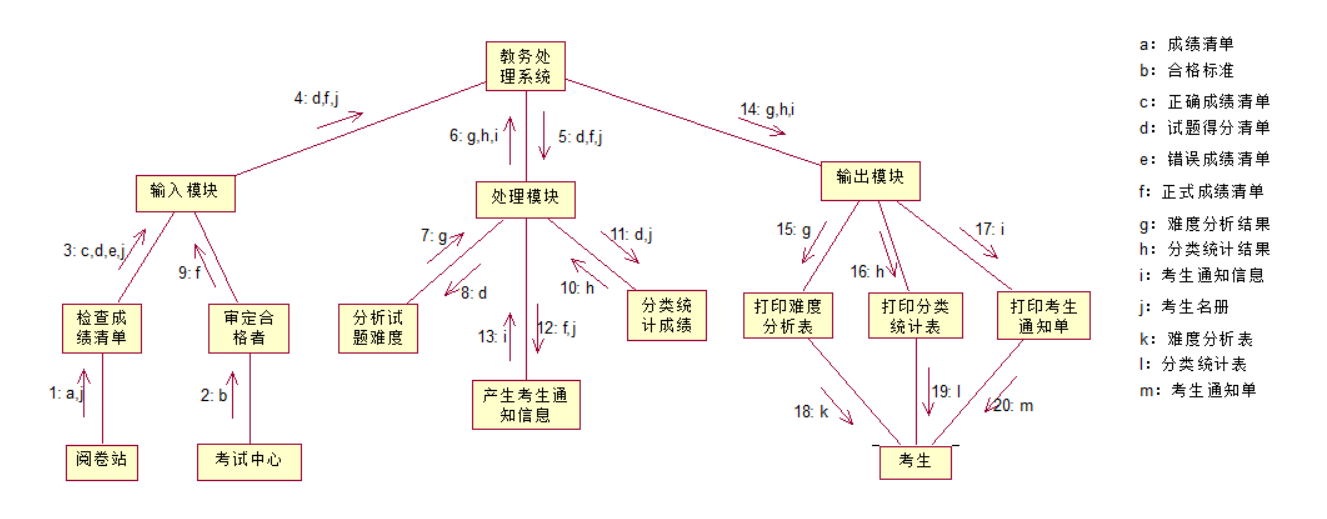 教务处
理系统
4: d,f,j
14: g,h,i
6: g,h,i
5: d,f,j
输入模块
处理模块
输出模块
3: c,d,e,j
9: f
7: g
8: d
11: d,j
10: h
15: g
16: h
17: i
检查成
绩清单
审定合
格者
分析试
题难度
13: i
12: f,j
分类统
计成绩
打印难度
分析表
打印分类
统计表
打印考生
通知单
1: a,j
2: b
产生考生通
知信息
18: k
19: l
20: m
阅卷站
考试中心
考生
a：成绩清单
b：合格标准
c：正确成绩清单
d：试题得分清单
e：错误成绩清单
f：正式成绩清单
g：难度分析结果
h：分类统计结果
i：考生通知信息
j：考生名册
k：难度分析表
l：分类统计表
m：考生通知单